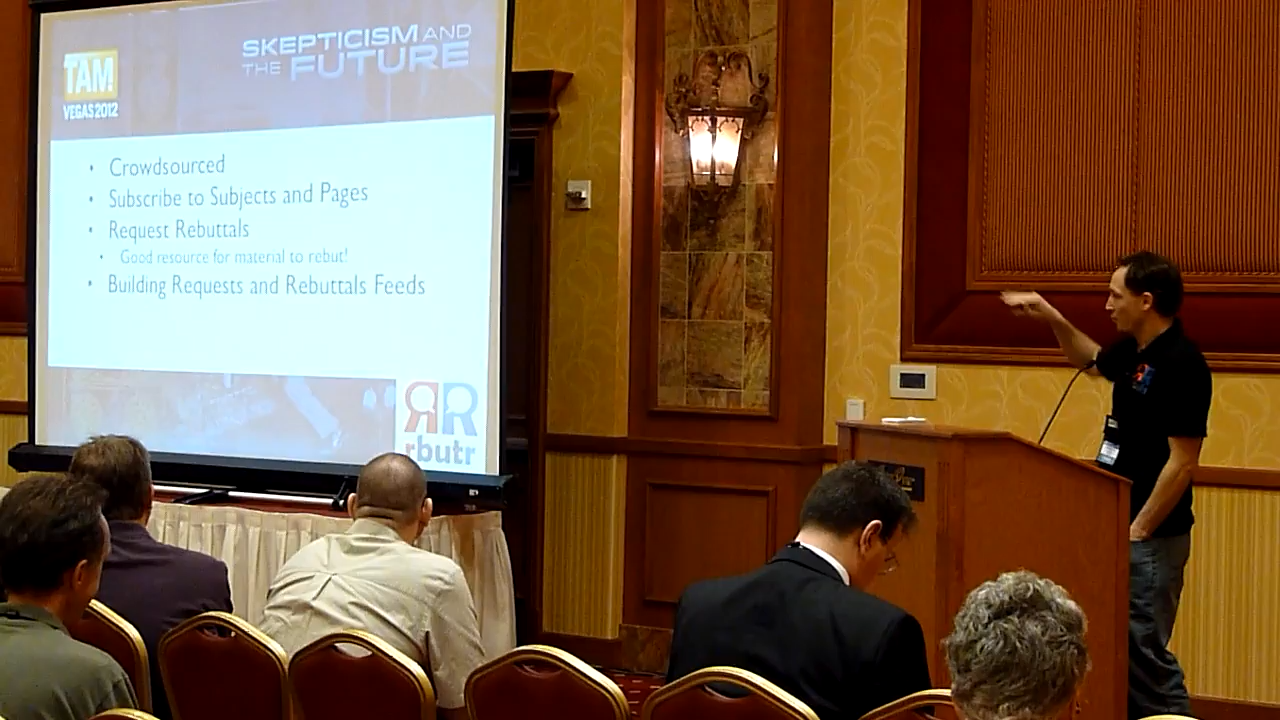 TAM!
VEGAS 2012
SKEPTICISM AND
THE FUTURE
• Crowdsourced
• Subscribe to Subjects and Pages
• Request Rebuttals
• Good resource for material to rebut!
• Building Requests and Rebuttals Feeds
RR
rbutr